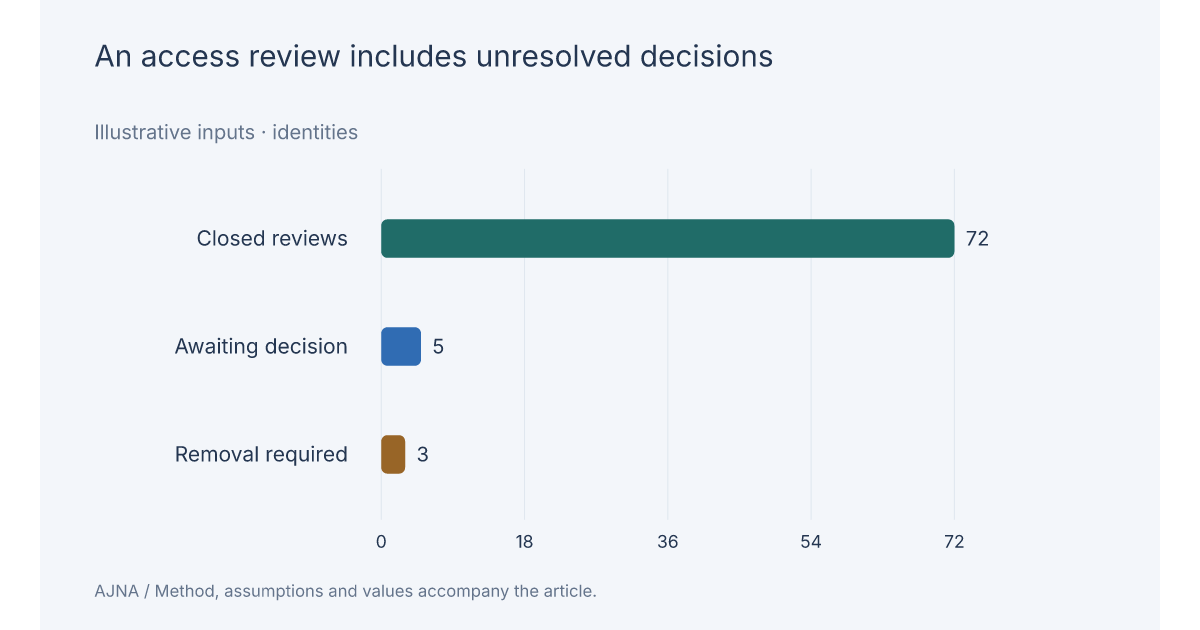 An access review includes unresolved decisions
Illustrative inputs · identities
Closed reviews 72
Awaiting decision 5
Removal required 3
0 18 36 54 72
AJNA / Method, assumptions and values accompany the article.